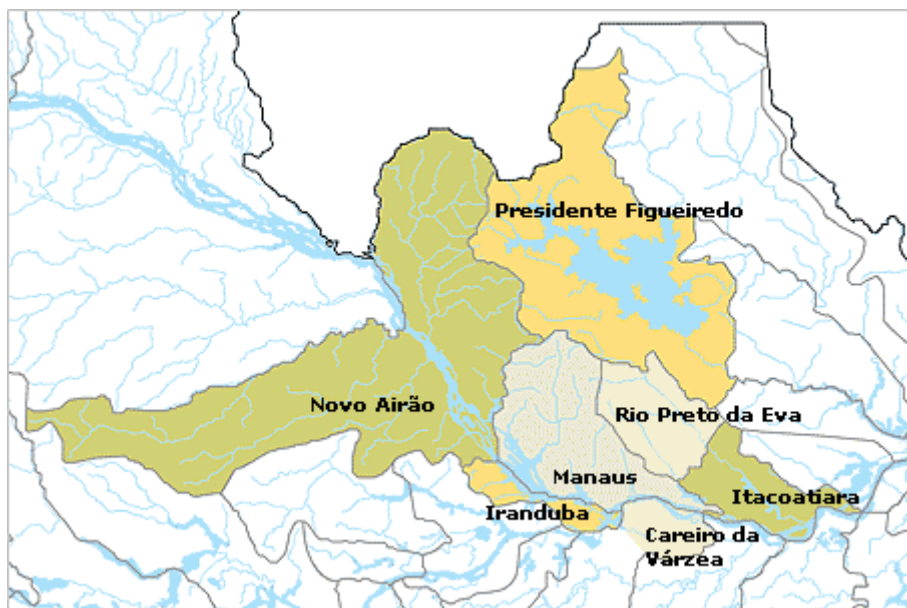 Presidente Figueiredo
Novo Airão
Rio Preto da Eva
Manaus
Itacoatiara
Iranduba
Careiro da
Várzea